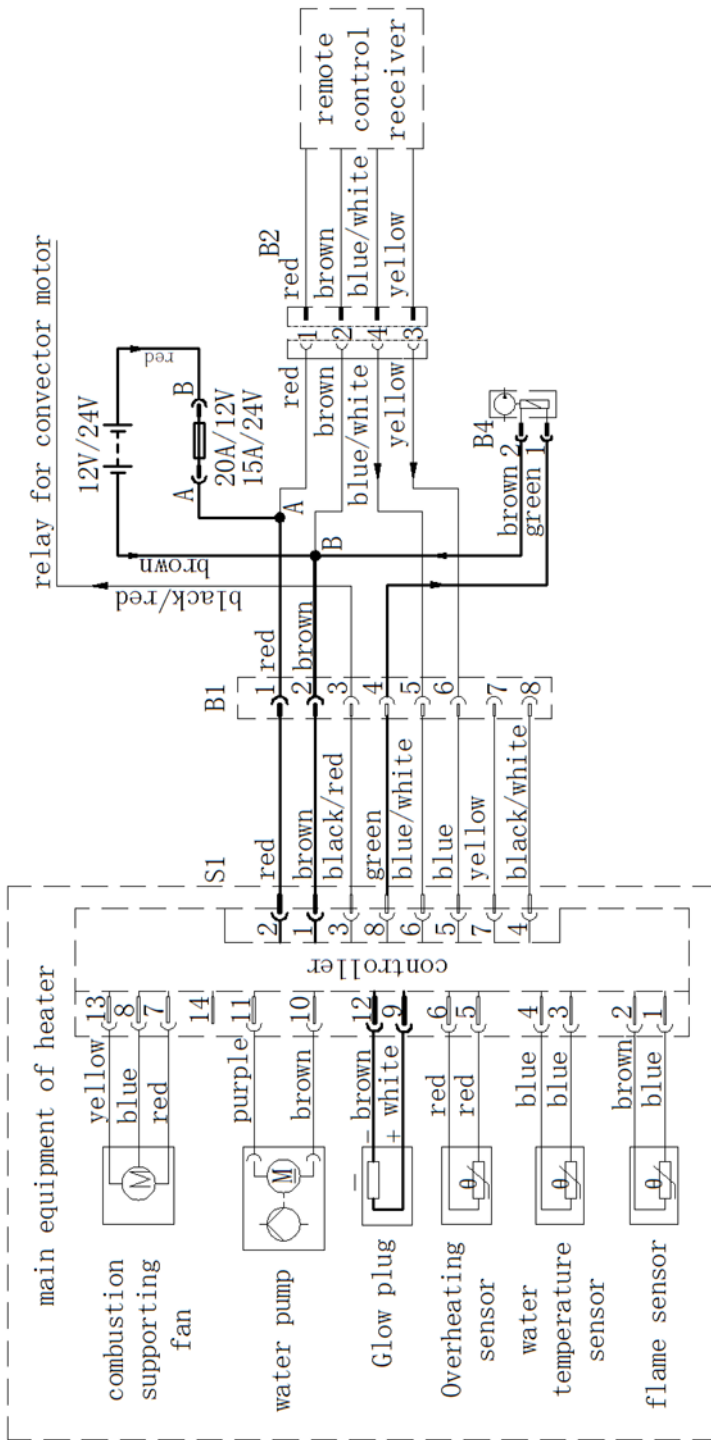 main equipment of heater
combustion
supporting
fan
yellow
blue
red
13
8
7
14
water pump
purple
brown
11
10
M
M
Glow plug
brown
+ white
12
9
Overheating
sensor
red
red
6
5
θ
water
temperature
sensor
blue
blue
4
3
θ
flame sensor
brown
blue
2
1
θ
controller
2
1
3
8
6
5
7
4
S1
red
brown
black/red
green
blue/white
blue
yellow
black/white
B1
1
2
3
4
5
6
7
8
red
brown
black/red
brown
relay for convector motor
12V/24V
red
A
B
20A/12V
15A/24V
A
B
red
brown
blue/white
yellow
1
2
4
3
B2
red
brown
blue/white
yellow
remote
control
receiver
brown 2
green 1
B4